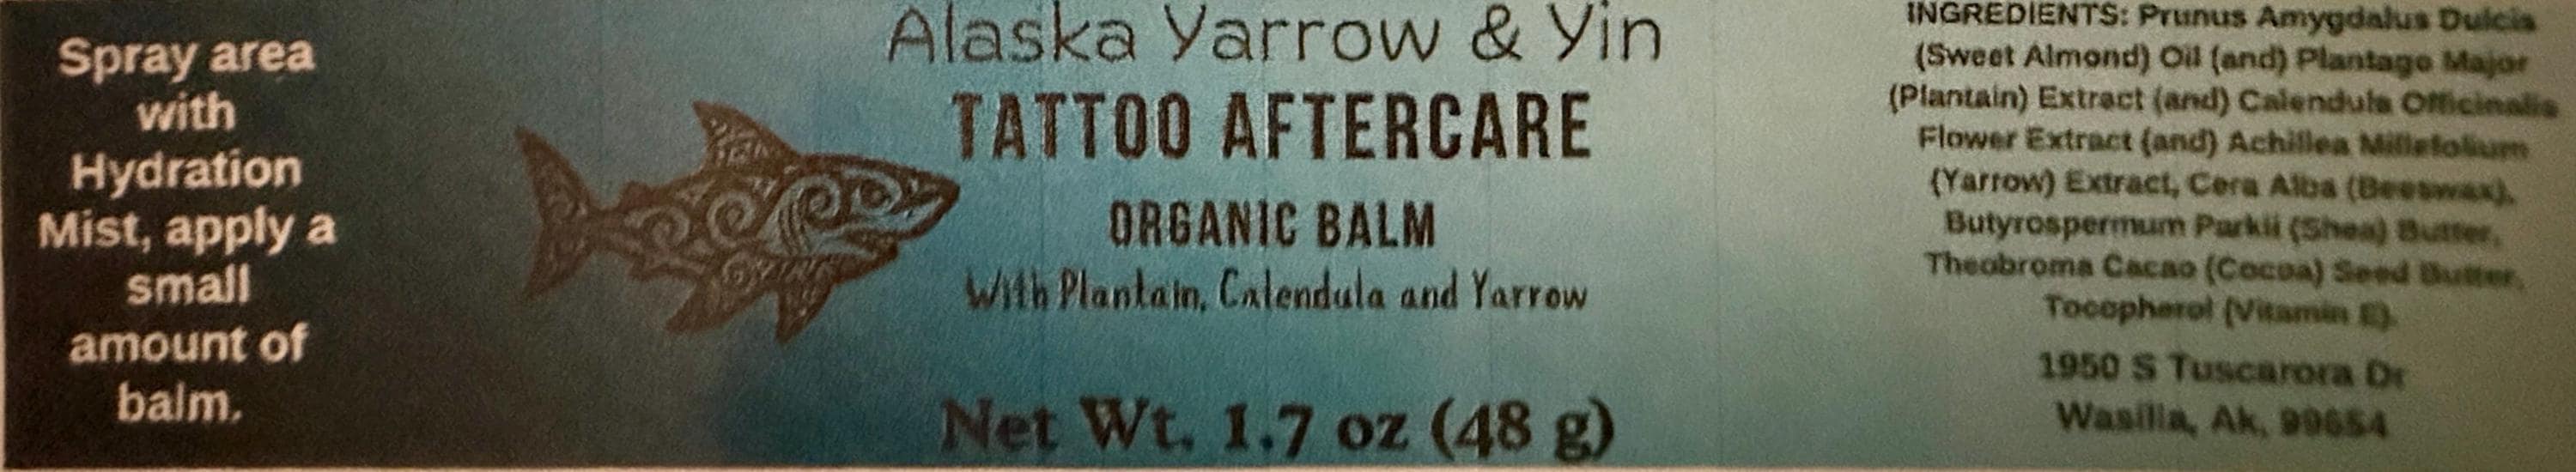 Spray area
with
Hydration
Mist, apply a
small
amount of
balm.
Alaska Yarrow & Yin
TATTOO AFTERCARE
ORGANIC BALM
With Plantain, Calendula and Yarrow
Net Wt. 1.7 oz (48 g)
INGREDIENTS: Prunus Amygdalus Dulcis
(Sweet Almond) Oil (and) Plantago Major
(Plantain) Extract (and) Calendula Officinalis
Flower Extract (and) Achillea Millefolium
(Yarrow) Extract, Cera Alba (Beeswax),
Butyrospermum Parkii (Shea) Butter,
Theobroma Cacao (Cocoa) Seed Butter,
Tocopherol (Vitamin E).
1950 S Tuscarora Dr
Wasilla, Ak, 99654